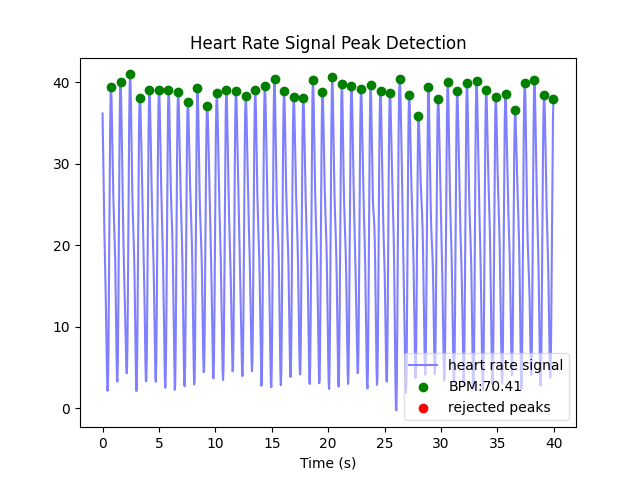 Heart Rate Signal Peak Detection
40
30
20
10
0
heart rate signal
BPM:70.41
rejected peaks
0 5 10 15 20 25 30 35 40
Time (s)